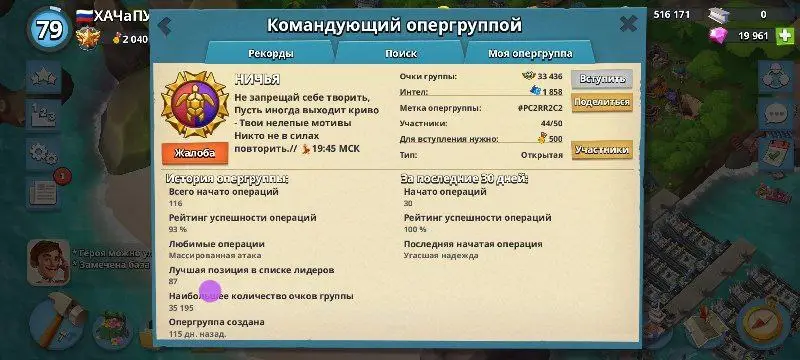 79
ХАЧаПУ
2 040
Командующий опергруппой
516 171
0
19 961
Рекорды
Поиск
Моя опергруппа
НИЧЬЯ
Не запрещай себе творить,
Пусть иногда выходит криво
- Твои нелепые мотивы
Никто не в силах
повторить.// 19:45 МСК
Жалоба
Очки группы: 33 436
Интел: 1 858
Метка опергруппы: #PC2RR2C2
Участники: 44/50
Для вступления нужно: 500
Тип: Открытая
Вступить
Поделиться
Участники
История опергруппы:
Всего начато операций
116
Рейтинг успешности операций
93 %
Любимые операции
Массированная атака
Лучшая позиция в списке лидеров
87
Наибольшее количество очков группы
35 195
Опергруппа создана
115 дн. назад.
За последние 30 дней:
Начато операций
30
Рейтинг успешности операций
100 %
Последняя начатая операция
Угасшая надежда
1
* Героя можно
* Замечена база